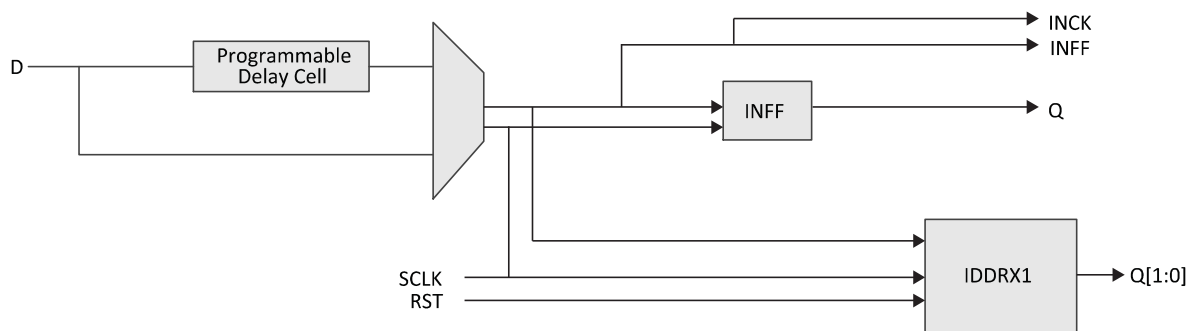 INCK
INFF
D
Programmable
Delay Cell
INFF
Q
SCLK
RST
IDDRX1
Q[1:0]